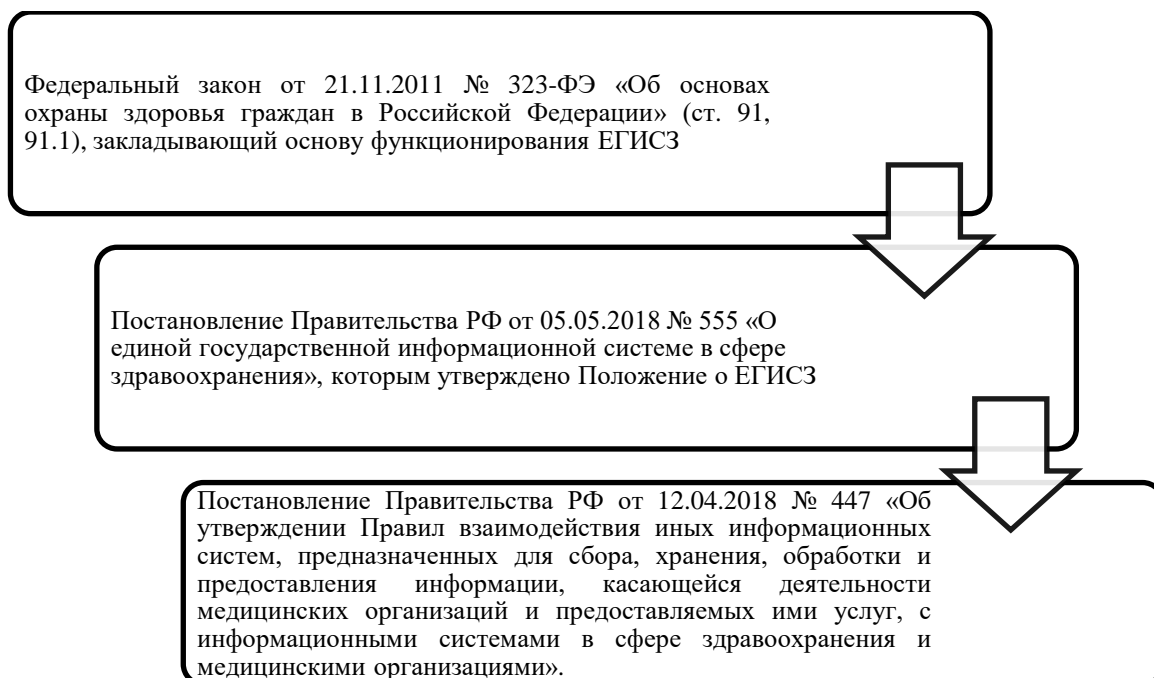 Федеральный закон от 21.11.2011 № 323-ФЭ «Об основах
охраны здоровья граждан в Российской Федерации» (ст. 91,
91.1), закладывающий основу функционирования ЕГИСЗ
Постановление Правительства РФ от 05.05.2018 № 555 «О
единой государственной информационной системе в сфере
здравоохранения», которым утверждено Положение о ЕГИСЗ
Постановление Правительства РФ от 12.04.2018 № 447 «Об
утверждении Правил взаимодействия иных информационных
систем, предназначенных для сбора, хранения, обработки и
предоставления информации, касающейся деятельности
медицинских организаций и предоставляемых ими услуг, с
информационными системами в сфере здравоохранения и
медицинскими организациями».